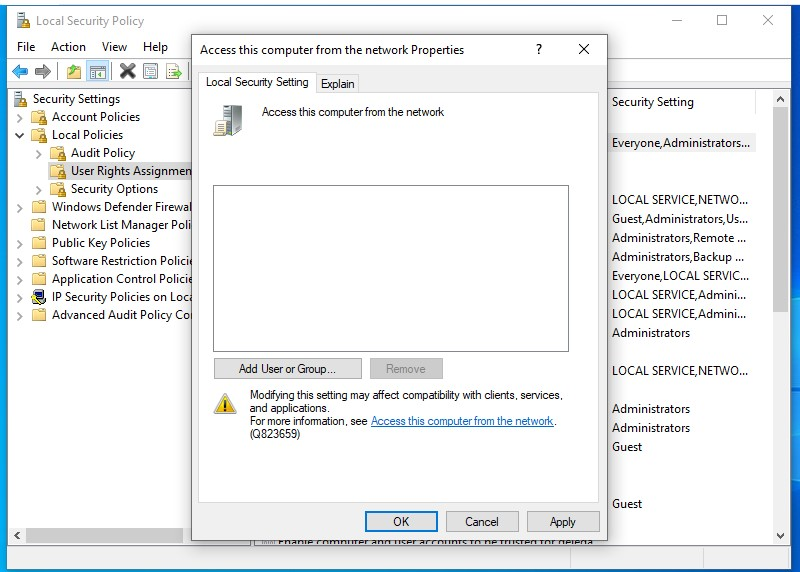 Local Security Policy
File Action View Help
Security Settings
Account Policies
Local Policies
Audit Policy
User Rights Assignmen
Security Options
Windows Defender Firewal
Network List Manager Poli
Public Key Policies
Software Restriction Policie
Application Control Policie
IP Security Policies on Loca
Advanced Audit Policy Co
Access this computer from the network Properties
?
Local Security Setting
Explain
Access this computer from the network
Add User or Group...
Remove
Modifying this setting may affect compatibility with clients, services,
and applications.
For more information, see Access this computer from the network.
(Q823659)
OK
Cancel
Apply
Security Setting
Everyone,Administrators...
LOCAL SERVICE,NETWO...
Guest,Administrators,Us...
Administrators,Remote ...
Administrators,Backup ...
Everyone,LOCAL SERVIC...
LOCAL SERVICE,Admini...
LOCAL SERVICE,Admini...
Administrators
LOCAL SERVICE,NETWO...
Administrators
Administrators
Guest
Guest
Enable computer and user accounts to be trusted for delega